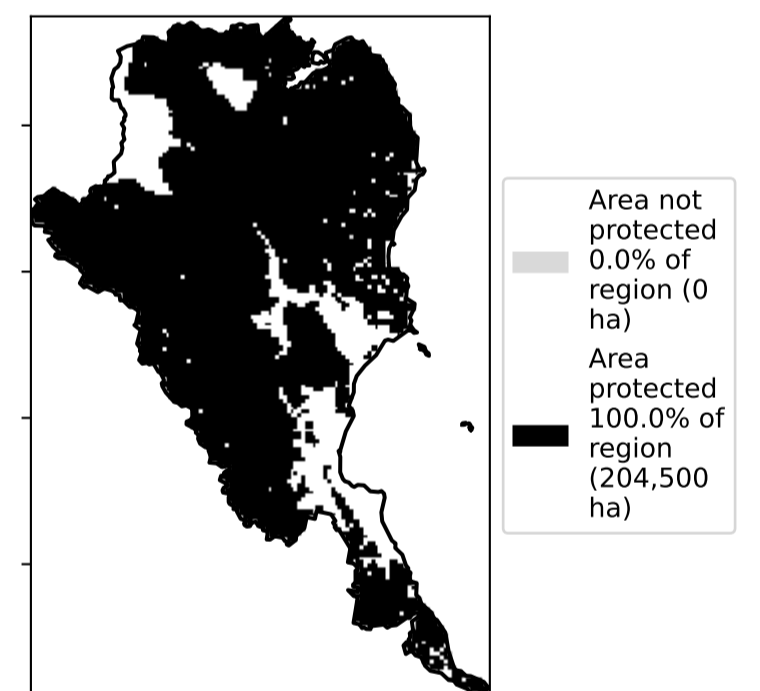 Area not
protected
0.0% of
region (0
ha)
Area
protected
100.0% of
region
(204,500
ha)